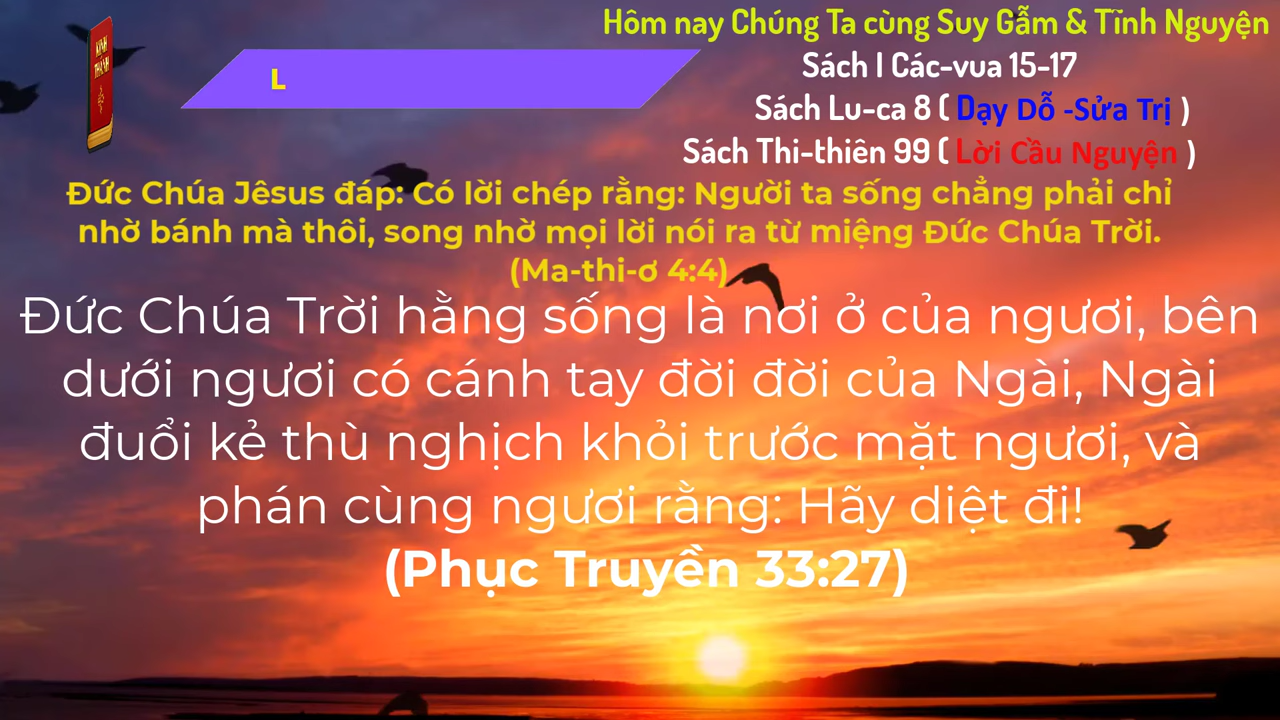 KINH
THÁNH
L
Hôm nay Chúng Ta cùng Suy Gẫm & Tĩnh Nguyện
Sách I Các-vua 15-17
Sách Lu-ca 8 ( Dạy Dỗ -Sửa Trị )
Sách Thi-thiên 99 ( Lời Cầu Nguyện )
Đức Chúa Jêsus đáp: Có lời chép rằng: Người ta sống chẳng phải chỉ
nhờ bánh mà thôi, song nhờ mọi lời nói ra từ miệng Đức Chúa Trời.
(Ma-thi-ơ 4:4)
Đức Chúa Trời hằng sống là nơi ở của ngươi, bên
dưới ngươi có cánh tay đời đời của Ngài, Ngài
đuổi kẻ thù nghịch khỏi trước mặt ngươi, và
phán cùng ngươi rằng: Hãy diệt đi!
(Phục Truyền 33:27)